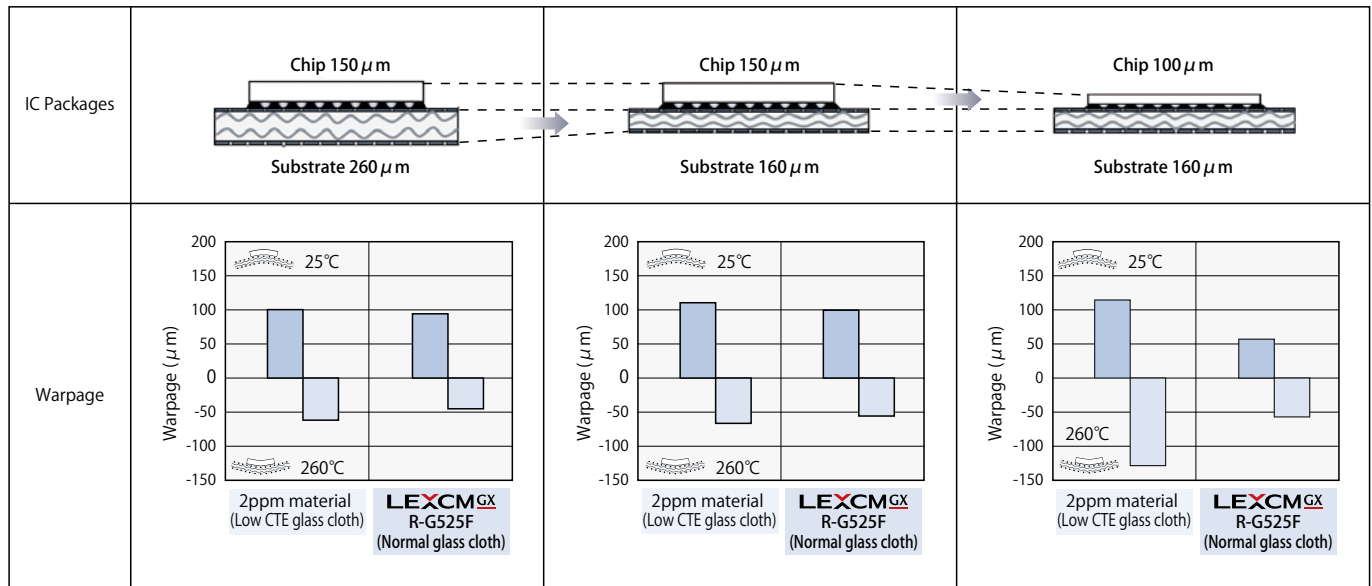 IC Packages
Chip 150 μm
Substrate 260 μm
Chip 150 μm
Substrate 160 μm
Chip 100 μm
Substrate 160 μm
Warpage
Warpage (μm)
200
150
100
50
0
-50
-100
-150
25℃
260℃
2ppm material
(Low CTE glass cloth)
LEXCM GX
R-G525F
(Normal glass cloth)
Warpage (μm)
200
150
100
50
0
-50
-100
-150
25℃
260℃
2ppm material
(Low CTE glass cloth)
LEXCM GX
R-G525F
(Normal glass cloth)
Warpage (μm)
200
150
100
50
0
-50
-100
-150
25℃
260℃
2ppm material
(Low CTE glass cloth)
LEXCM GX
R-G525F
(Normal glass cloth)